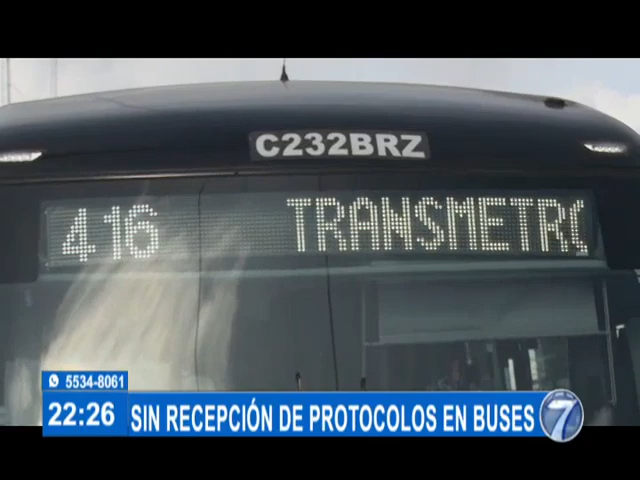 C232BRZ
416 TRANSMETRO
5534-8061
22:26 SIN RECEPCIÓN DE PROTOCOLOS EN BUSES 7